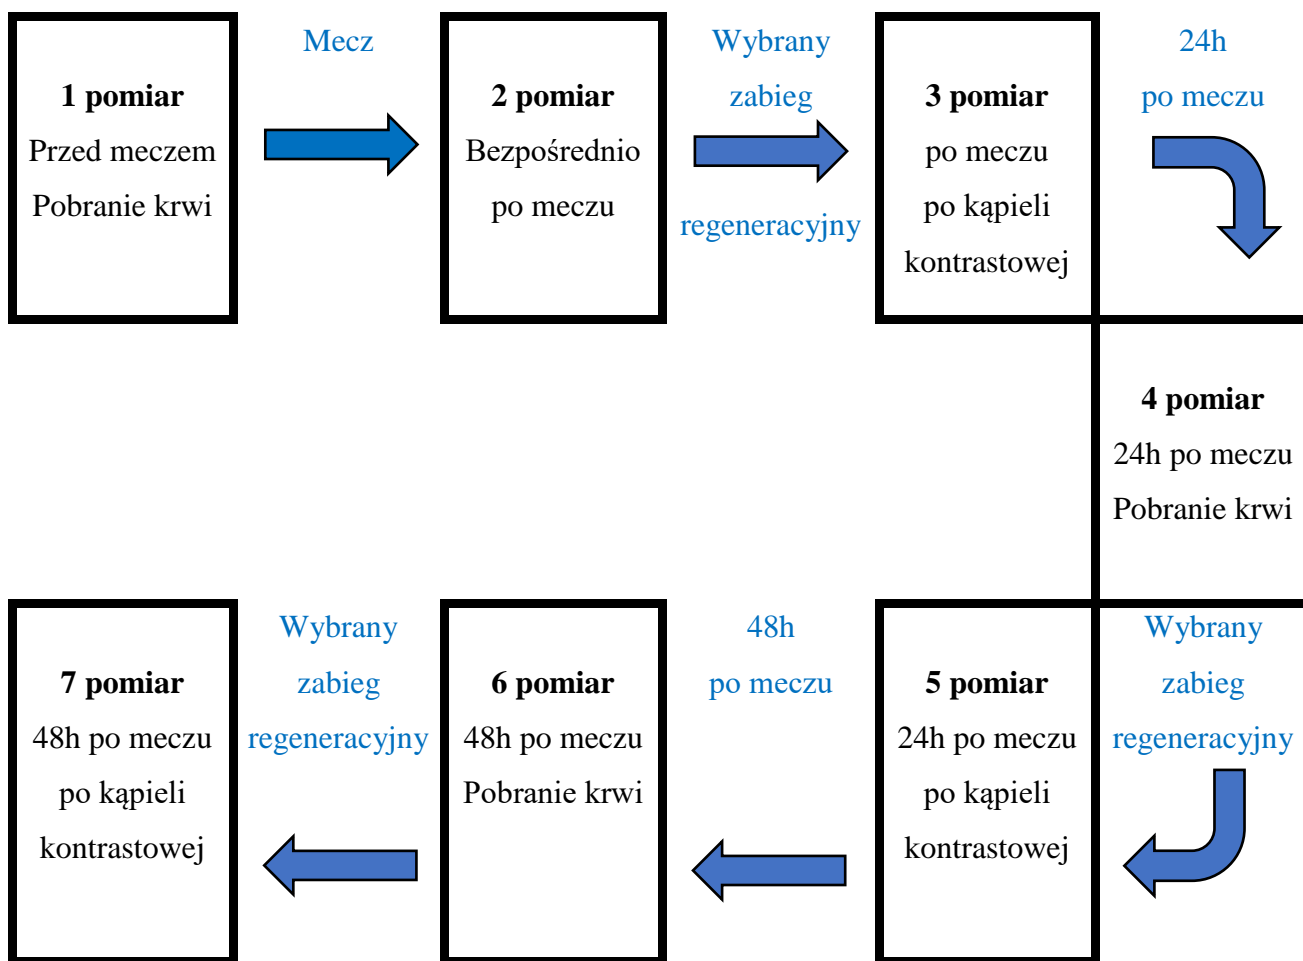 1 pomiar
Przed meczem
Pobranie krwi
Mecz
2 pomiar
Bezpośrednio
po meczu
Wybrany
zabieg
regeneracyjny
3 pomiar
po meczu
po kąpieli
kontrastowej
24h
po meczu
4 pomiar
24h po meczu
Pobranie krwi
Wybrany
zabieg
regeneracyjny
5 pomiar
24h po meczu
po kąpieli
kontrastowej
48h
po meczu
6 pomiar
48h po meczu
Pobranie krwi
Wybrany
zabieg
regeneracyjny
7 pomiar
48h po meczu
po kąpieli
kontrastowej